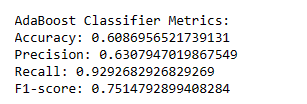 AdaBoost Classifier Metrics:
Accuracy: 0.6086956521739131
Precision: 0.6307947019867549
Recall: 0.9292682926829269
F1-score: 0.7514792899408284